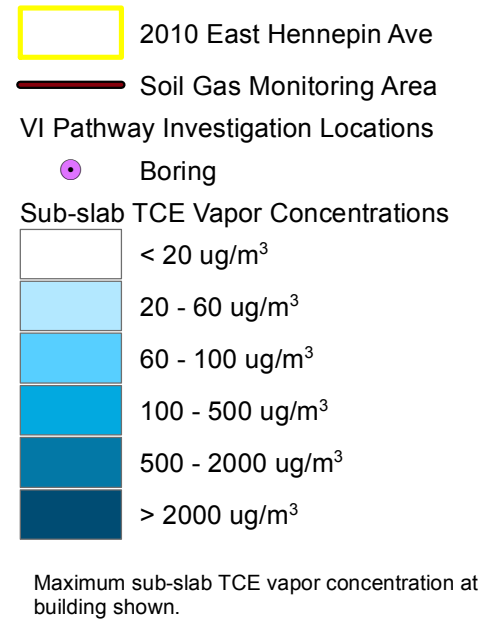 2010 East Hennepin Ave
Soil Gas Monitoring Area
VI Pathway Investigation Locations
Boring
Sub-slab TCE Vapor Concentrations
< 20 ug/m³
20 - 60 ug/m³
60 - 100 ug/m³
100 - 500 ug/m³
500 - 2000 ug/m³
> 2000 ug/m³
Maximum sub-slab TCE vapor concentration at
building shown.